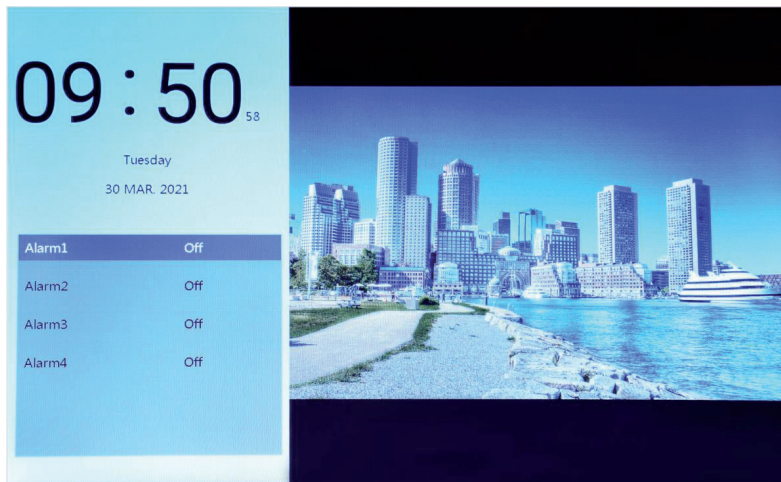 09 : 50 58
Tuesday
30 MAR. 2021
Alarm1 Off
Alarm2 Off
Alarm3 Off
Alarm4 Off